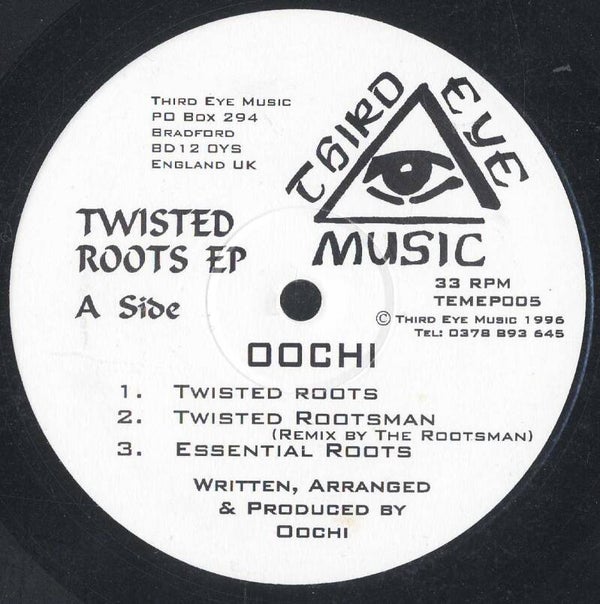 Third Eye Music
PO Box 294
Bradford
BD12 0YS
England UK
THIRD EYE
MUSIC
TWISTED
ROOTS EP
A Side
33 RPM
TEMEP005
© Third Eye Music 1996
Tel: 0378 893 645
OOCHI
1. Twisted roots
2. Twisted Rootsman
(Remix by The Rootsman)
3. Essential Roots
Written, Arranged
& Produced by
Oochi